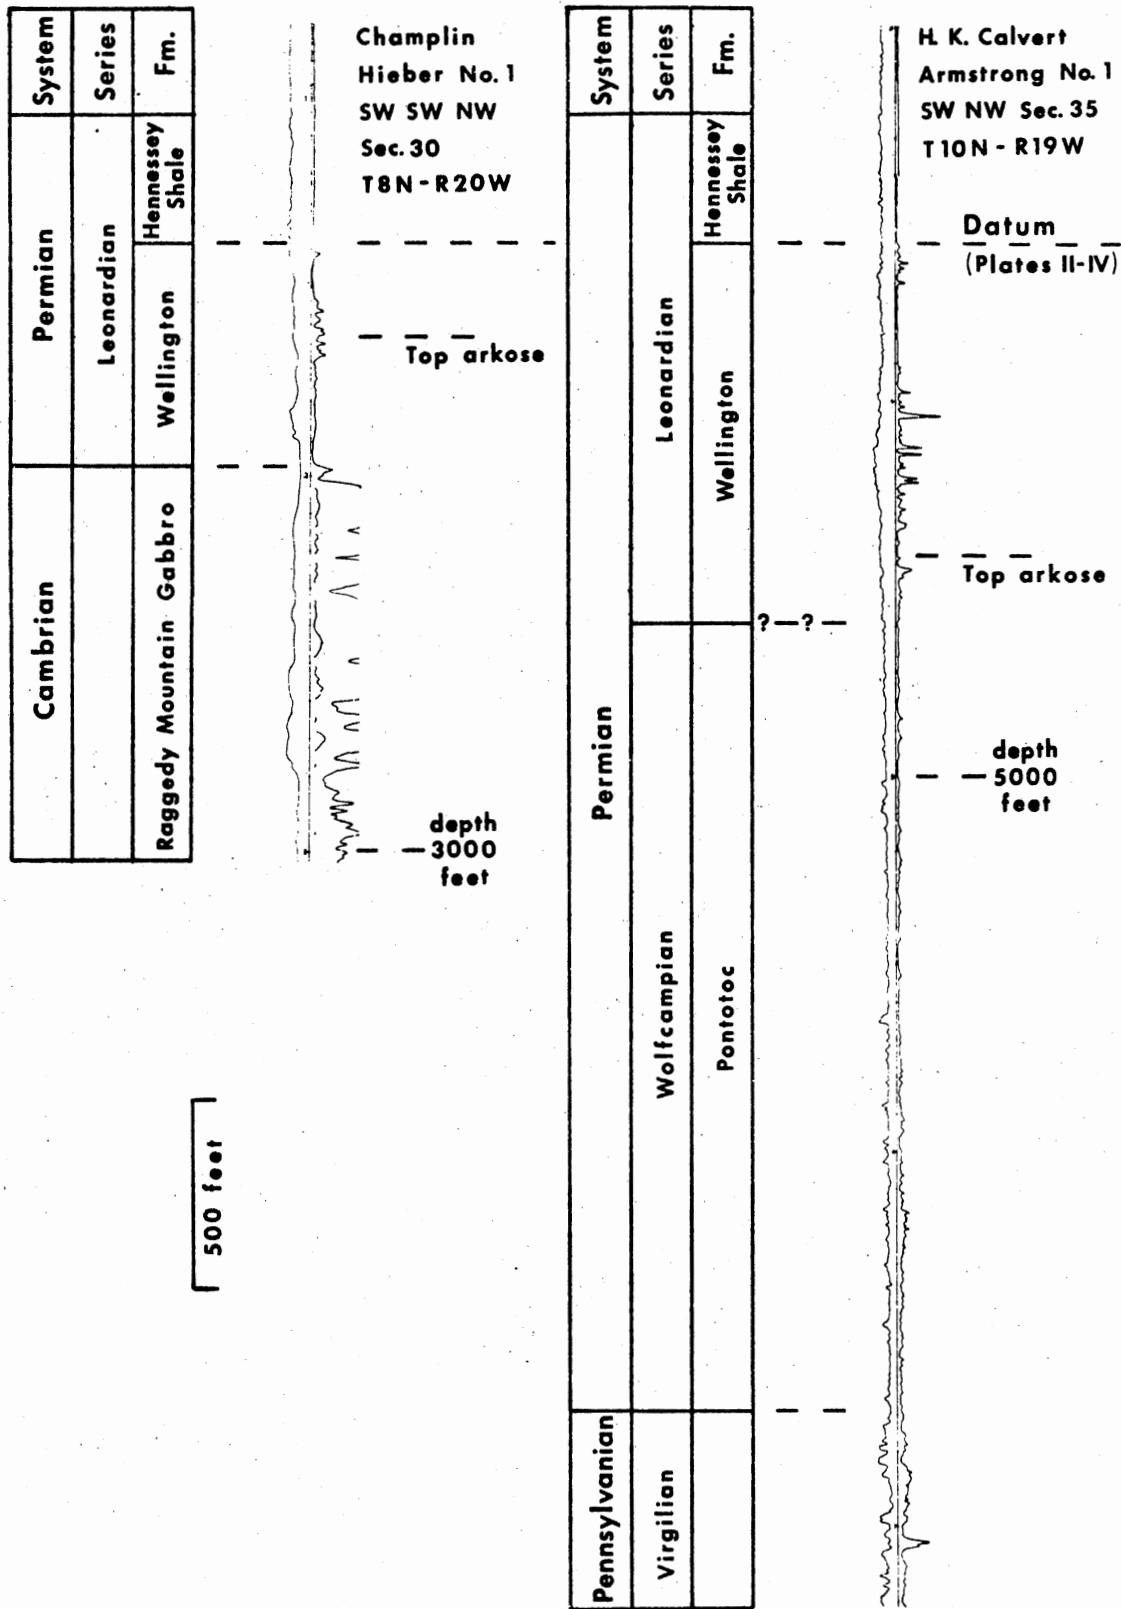 System
Series
Fm.
Permian
Leonardian
Hennessey
Shale
Wellington
Cambrian
Raggedy Mountain Gabbro
Champlin
Hieber No. 1
SW SW NW
Sec. 30
T8N - R20W
Top arkose
depth
3000
feet
500 feet
System
Series
Fm.
Permian
Leonardian
Hennessey
Shale
Wellington
? — ?
Wolfcampian
Pontotoc
Pennsylvanian
Virgilian
H. K. Calvert
Armstrong No. 1
SW NW Sec. 35
T10N - R19W
Datum
(Plates II-IV)
Top arkose
depth
5000
feet